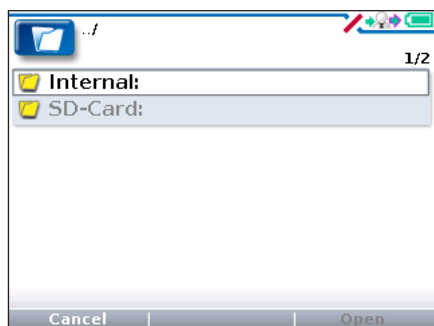 ../
1/2
Internal:
SD-Card:
Cancel | | Open